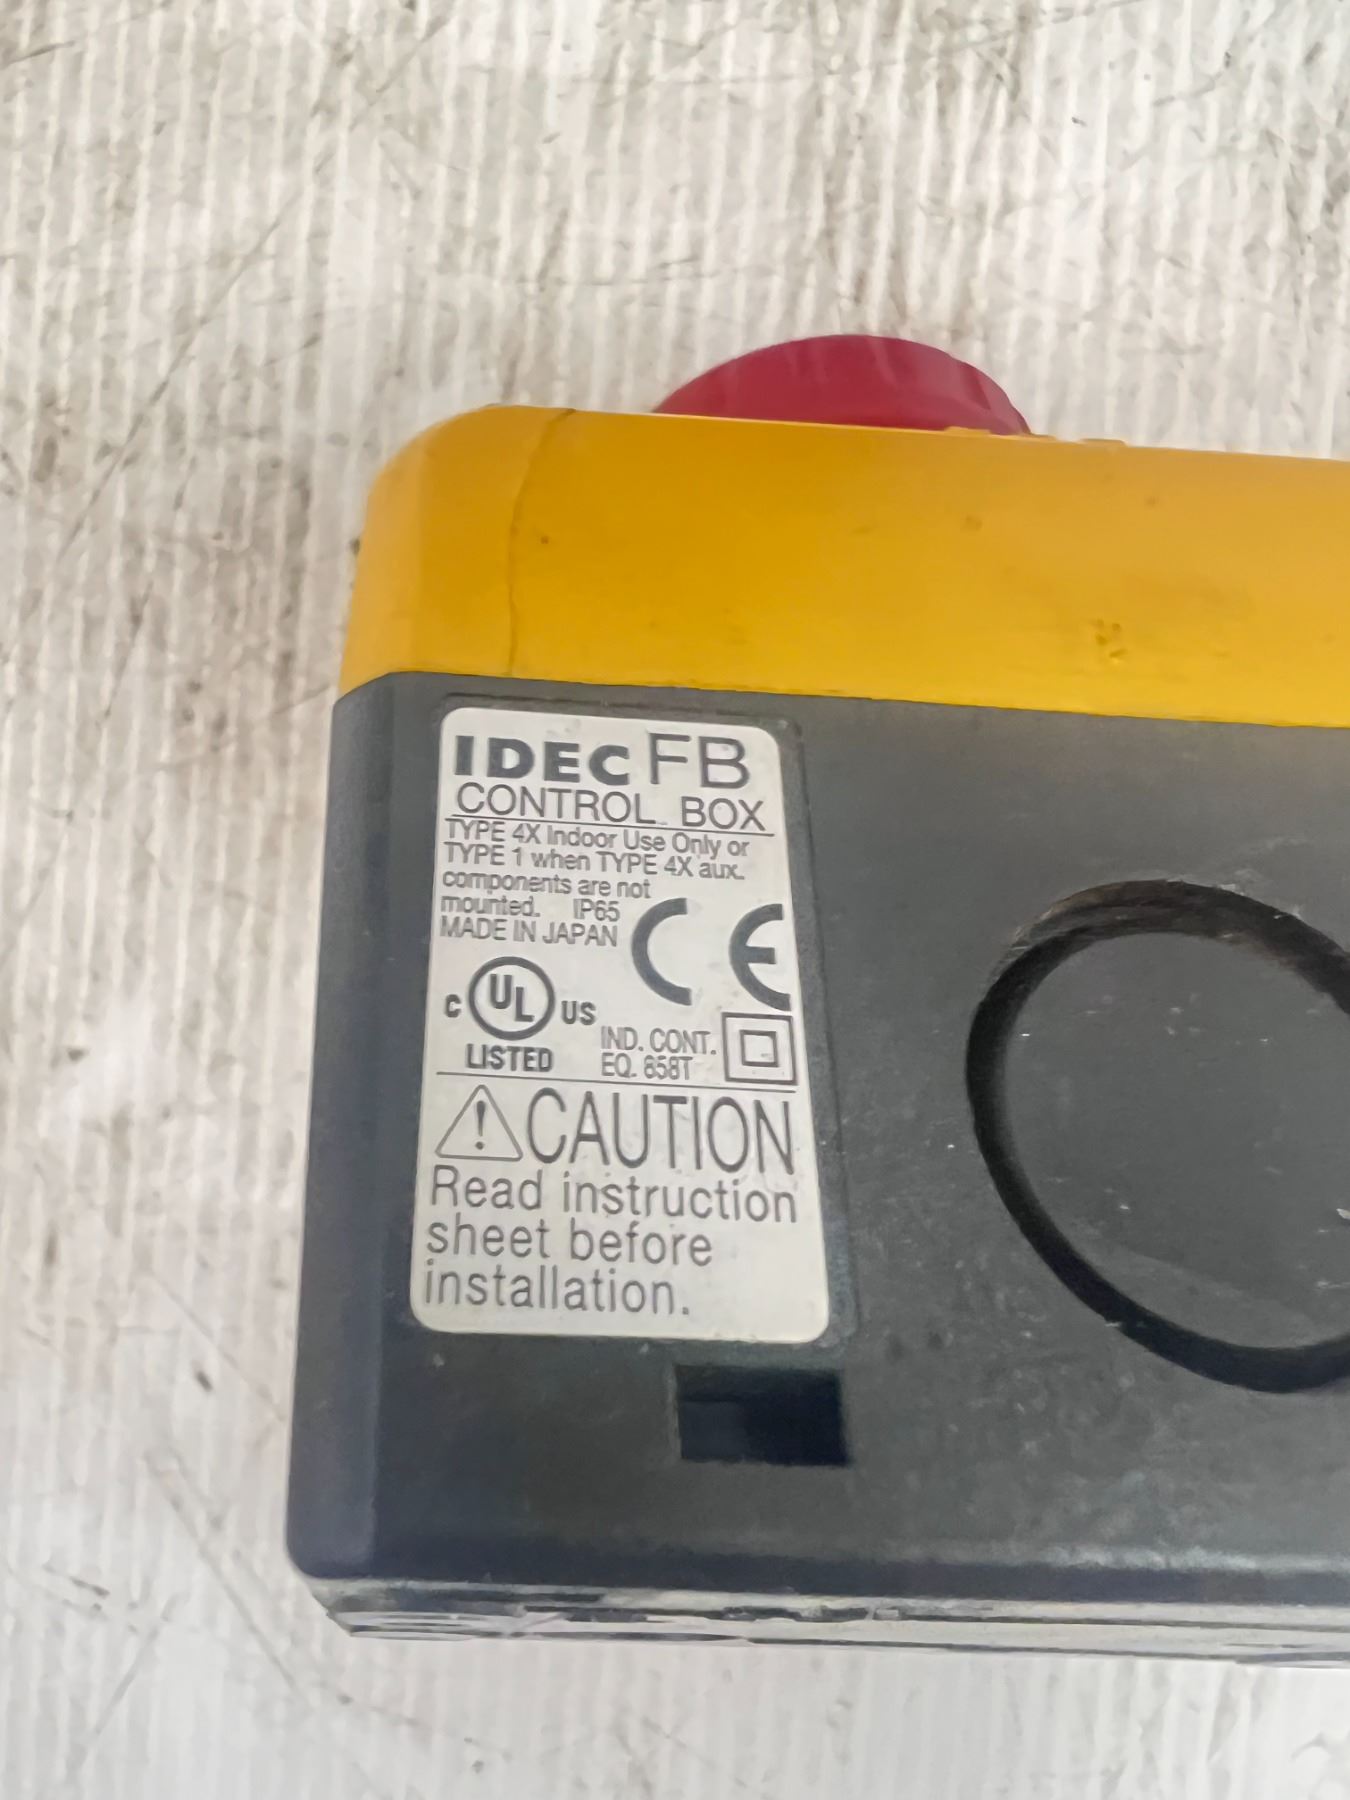 IDEC FB
CONTROL BOX
TYPE 4X Indoor Use Only or
TYPE 1 when TYPE 4X aux.
components are not
mounted. IP65
MADE IN JAPAN
CE
C UL US
LISTED
IND. CONT.
EQ. 858T
CAUTION
Read instruction
sheet before
installation.